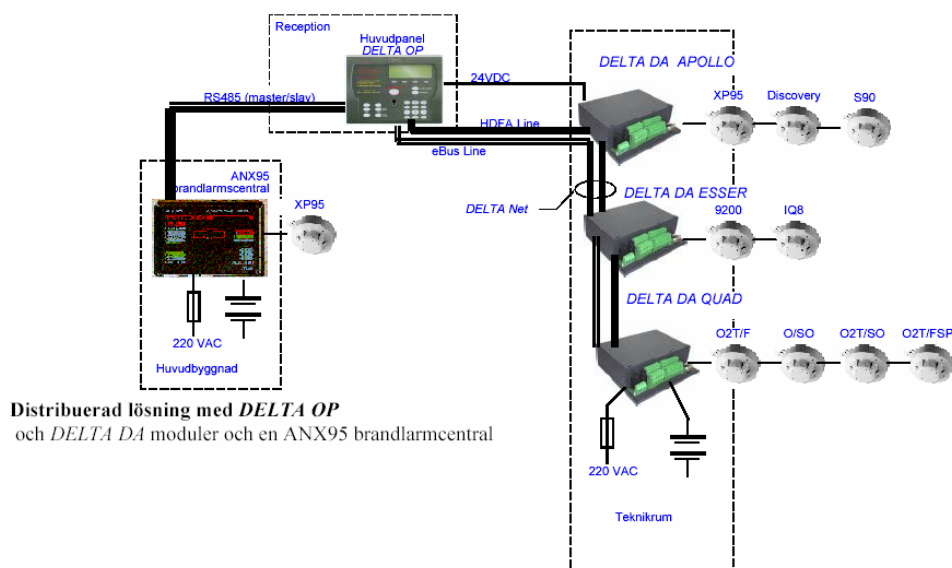 Reception
Huvudpanel
DELTA OP
DELTA DA APOLLO
24VDC
XP95
Discovery
S90
RS485 (master/slav)
HDFA Line
eBus Line
ANX95
brandlarmscentral
XP95
DELTA Net
DELTA DA ESSER
9200
IQ8
DELTA DA QUAD
O2T/F
O/SO
O2T/SO
O2T/FSP
220 VAC
Huvudbyggnad
Distribuerad lösning med DELTA OP
och DELTA DA moduler och en ANX95 brandlarmcentral
220 VAC
Teknikrum